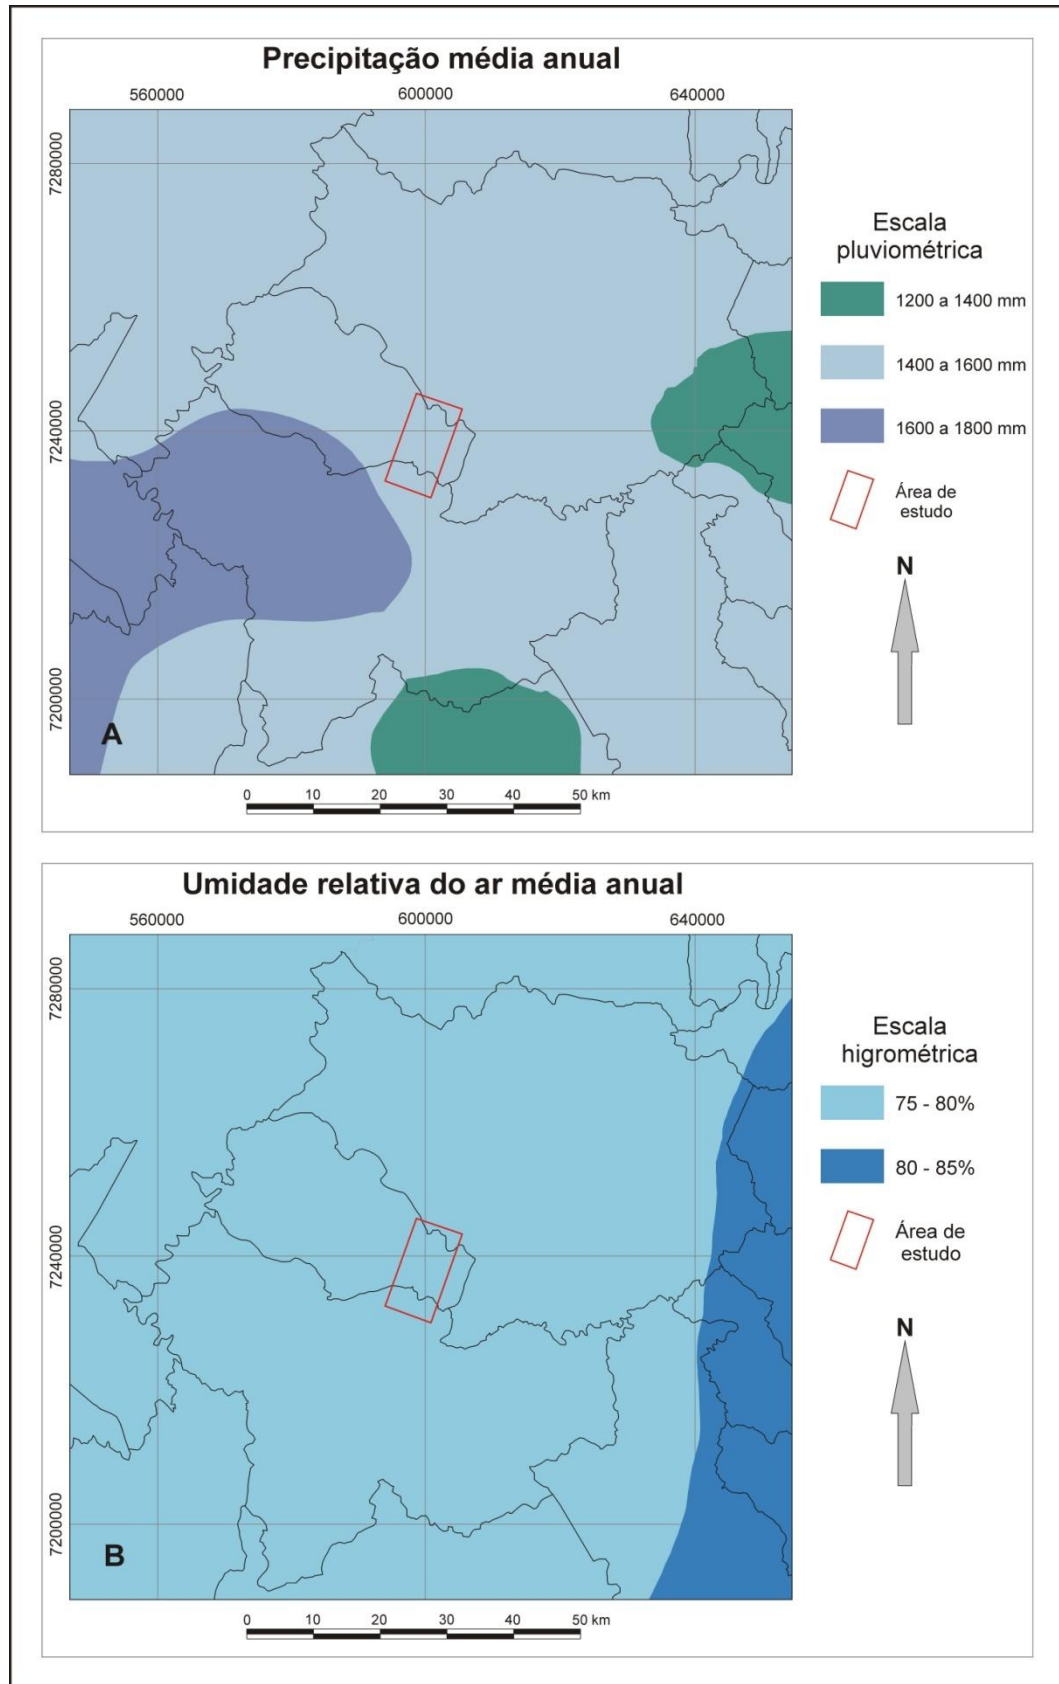 Precipitação média anual
560000
600000
640000
7280000
7240000
7200000
A
0 10 20 30 40 50 km
Escala
pluviométrica
1200 a 1400 mm
1400 a 1600 mm
1600 a 1800 mm
Área de
estudo
N
Umidade relativa do ar média anual
560000
600000
640000
7280000
7240000
7200000
B
0 10 20 30 40 50 km
Escala
higrométrica
75 - 80%
80 - 85%
Área de
estudo
N